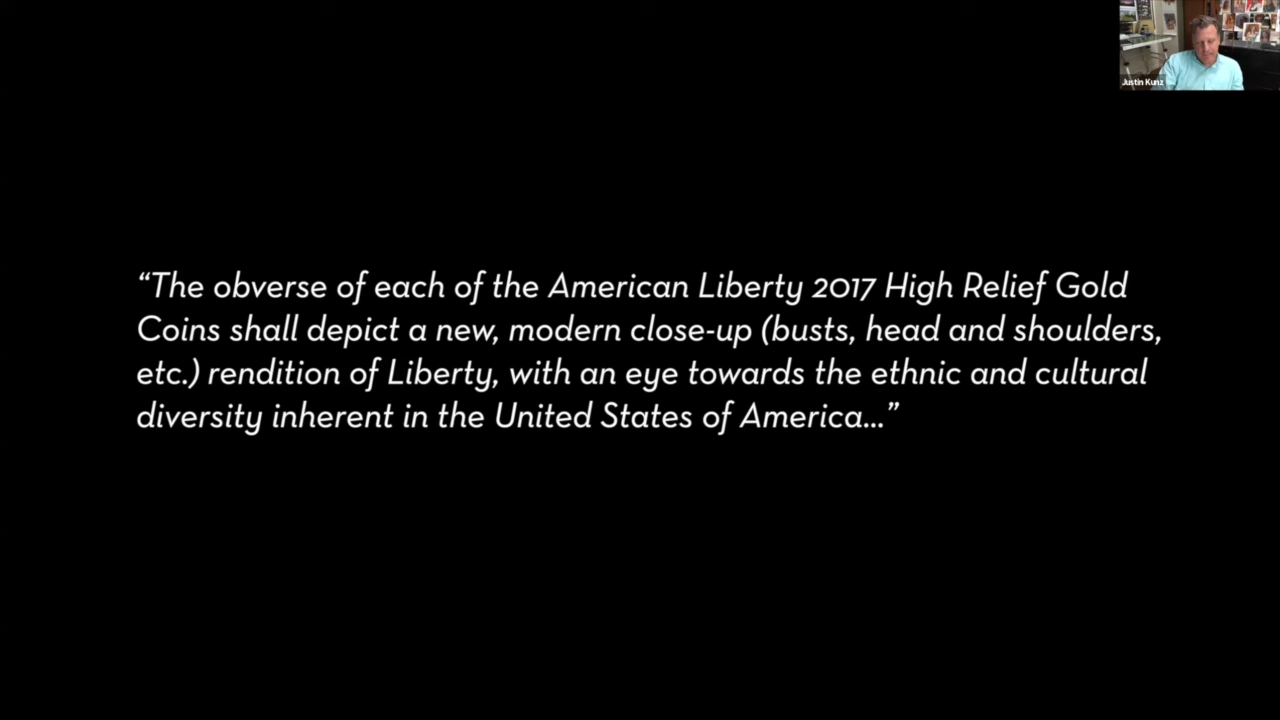 Justin Kunz
“The obverse of each of the American Liberty 2017 High Relief Gold
Coins shall depict a new, modern close-up (busts, head and shoulders,
etc.) rendition of Liberty, with an eye towards the ethnic and cultural
diversity inherent in the United States of America...”